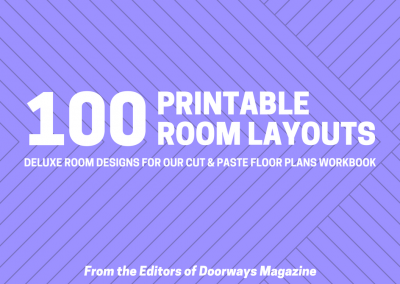 100 PRINTABLE
ROOM LAYOUTS
DELUXE ROOM DESIGNS FOR OUR CUT & PASTE FLOOR PLANS WORKBOOK
From the Editors of Doorways Magazine